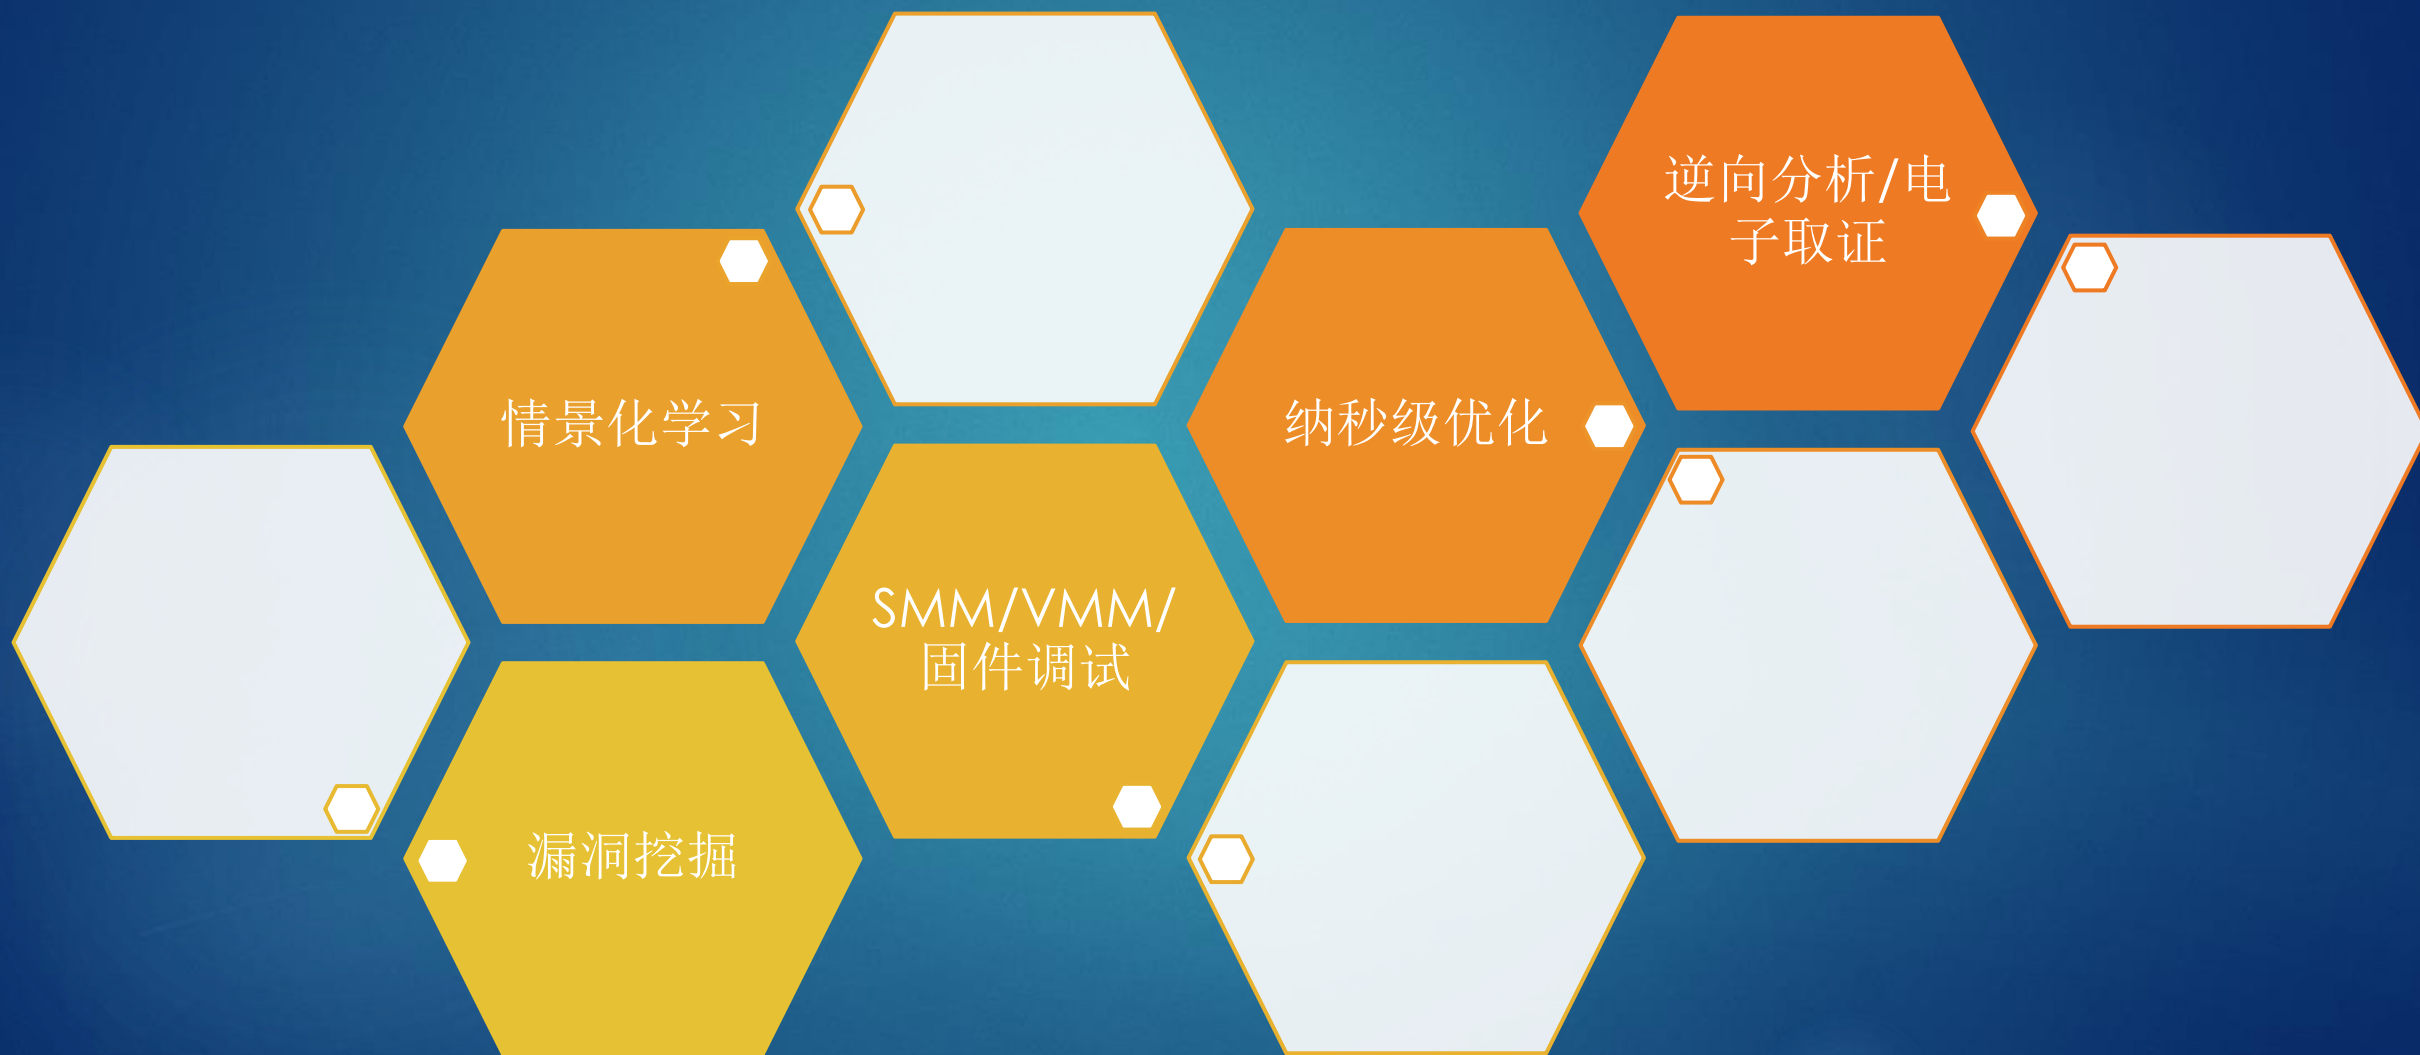 逆向分析/电
子取证
情景化学习
纳秒级优化
SMM/VMM/
固件调试
漏洞挖掘